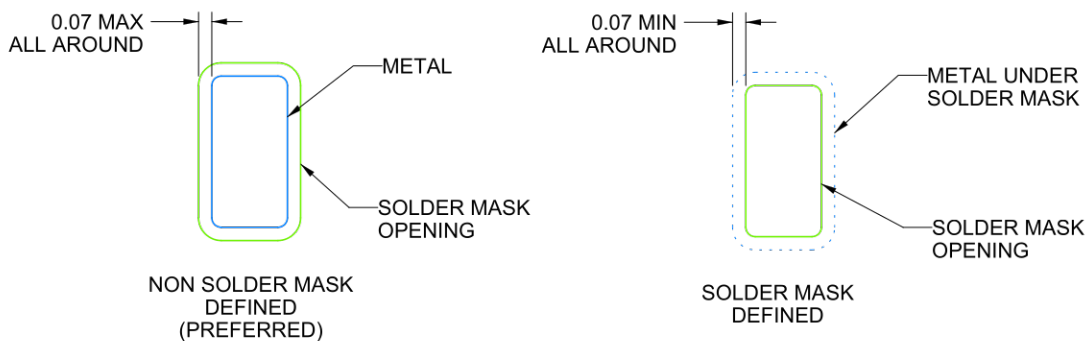 0.07 MAX
ALL AROUND
METAL
SOLDER MASK
OPENING
NON SOLDER MASK
DEFINED
(PREFERRED)
0.07 MIN
ALL AROUND
METAL UNDER
SOLDER MASK
SOLDER MASK
OPENING
SOLDER MASK
DEFINED